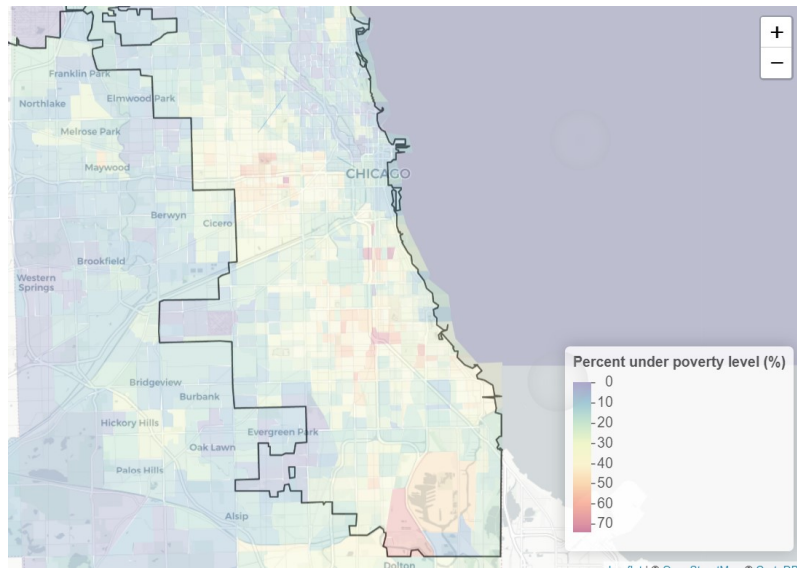 +
−
Franklin Park
Northlake
Elmwood Park
Melrose Park
Maywood
CHICAGO
Berwyn
Cicero
Brookfield
Western
Springs
Percent under poverty level (%)
0
10
20
30
40
50
60
70
Bridgeview
Burbank
Hickory Hills
Evergreen Park
Oak Lawn
Palos Hills
Alsip
Dolton